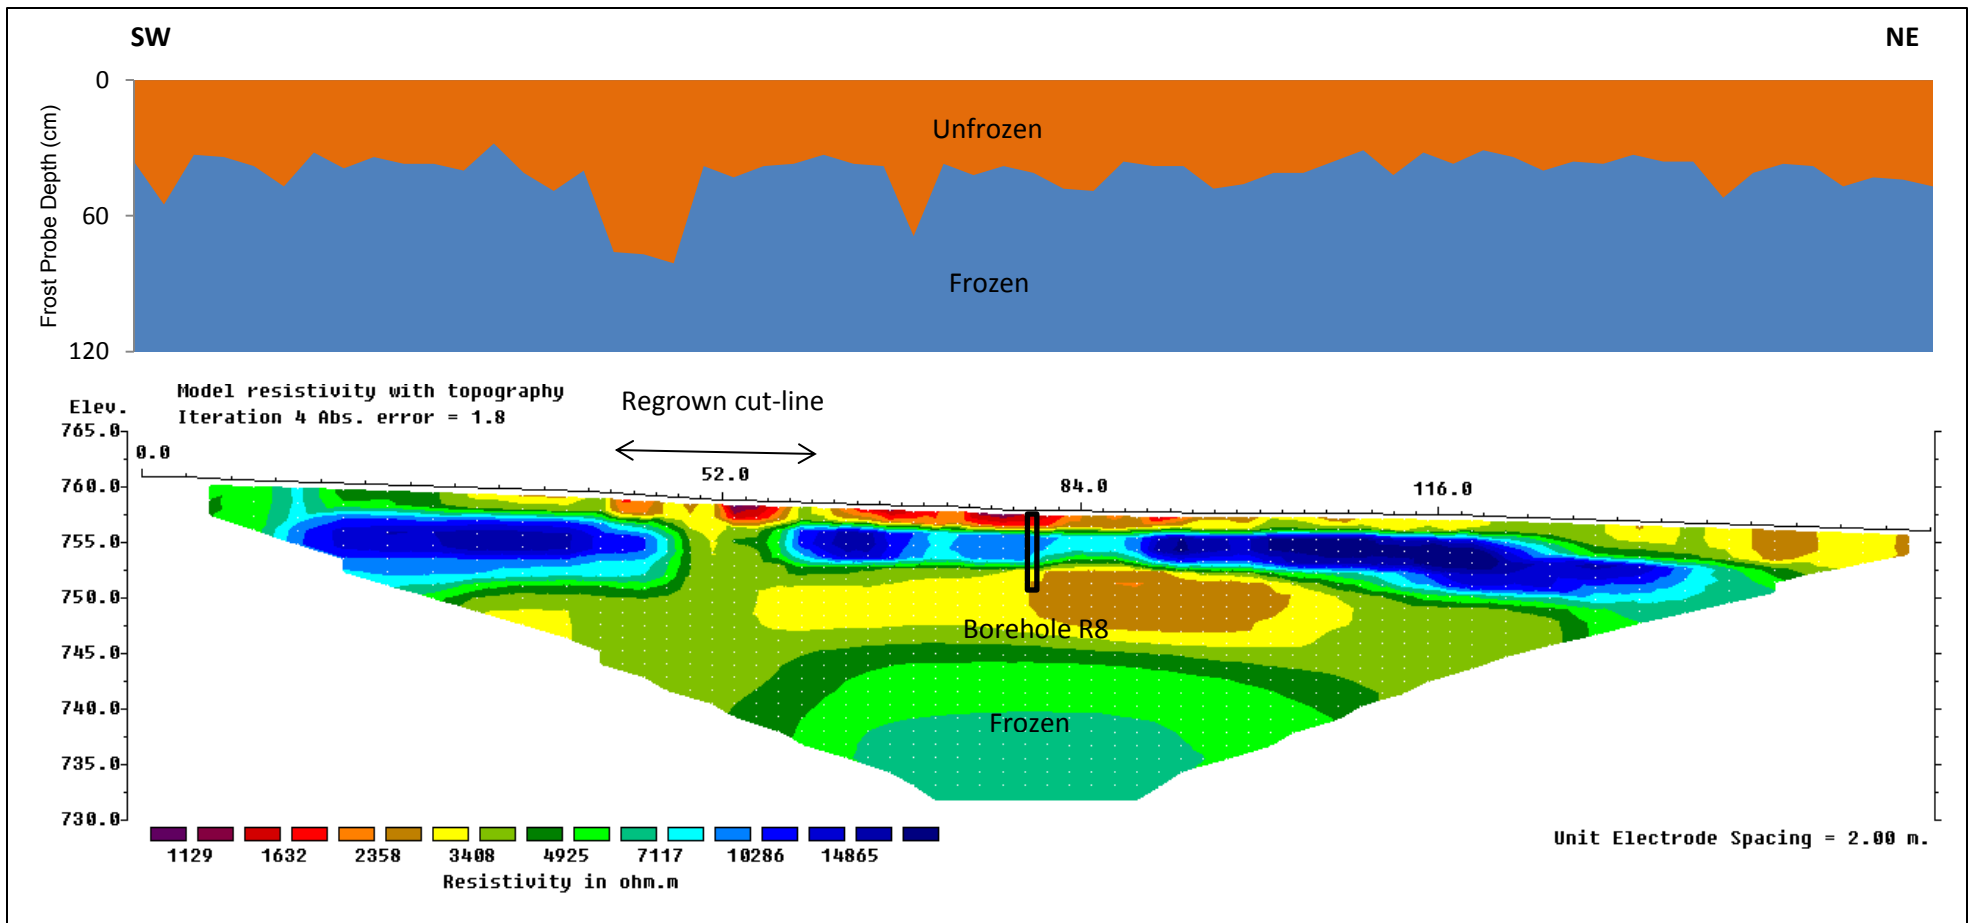 SW
NE
0
Unfrozen
60
Frozen
120
Frost Probe Depth (cm)
Model resistivity with topography
Iteration 4 Abs. error = 1.8
Regrown cut-line
Elev.
765.0
0.0
52.0
84.0
116.0
760.0
755.0
750.0
Borehole R8
745.0
740.0
Frozen
735.0
730.0
1129 1632 2358 3408 4925 7117 10286 14865
Resistivity in ohm.m
Unit Electrode Spacing = 2.00 m.